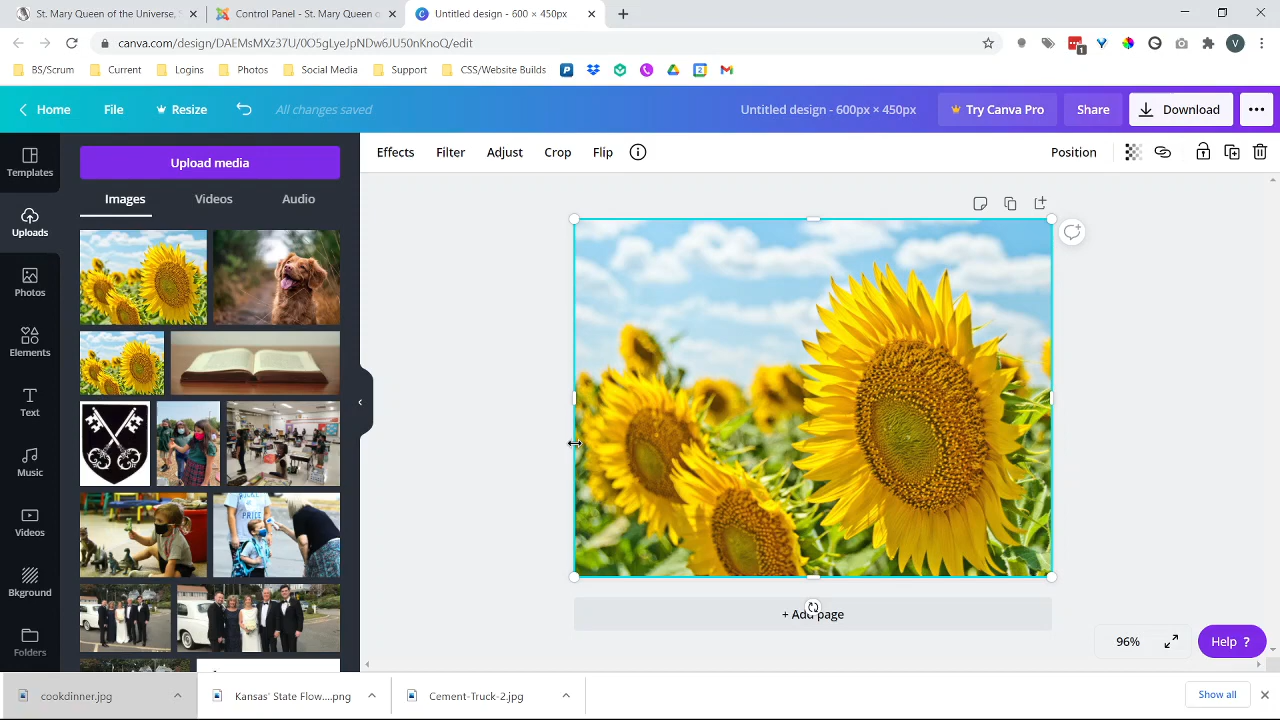 St. Mary Queen of the Universe,
Control Panel - St. Mary Queen o
Untitled design - 600 × 450px
canva.com/design/DAEMsMXz37U/0O5gLyeJpNDw6JU50nKnoQ/edit
1
V
BS/Scrum
Current
Logins
Photos
Social Media
Support
CSS/Website Builds
Home
File
Resize
All changes saved
Untitled design - 600px × 450px
Try Canva Pro
Share
Download
Templates
Uploads
Photos
Elements
Text
Music
Videos
Bkground
Folders
Upload media
Images
Videos
Audio
Effects
Filter
Adjust
Crop
Flip
Position
+ Add page
96%
Help ?
cookdinner.jpg
Kansas' State Flow....png
Cement-Truck-2.jpg
Show all